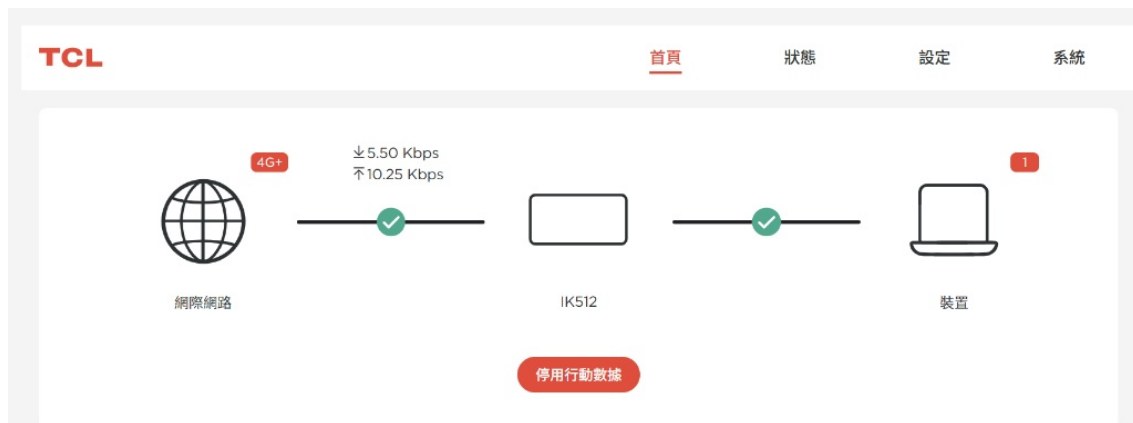 TCL
首頁
狀態
設定
系統
4G+
↓5.50 Kbps
↑10.25 Kbps
1
網際網路
IK512
裝置
停用行動數據